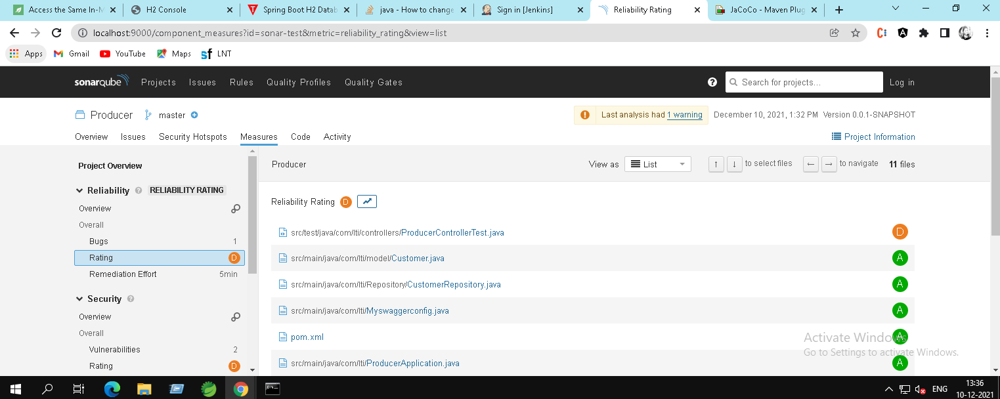 Access the Same In-M
H2 Console
Spring Boot H2 Datab
java - How to change
Sign in [Jenkins]
Reliability Rating
JaCoCo - Maven Plug
localhost:9000/component_measures?id=sonar-test&metric=reliability_rating&view=list
Apps Gmail YouTube Maps LNT
sonarqube Projects Issues Rules Quality Profiles Quality Gates Search for projects... Log in
Producer master Last analysis had 1 warning December 10, 2021, 1:32 PM Version 0.0.1-SNAPSHOT
Overview Issues Security Hotspots Measures Code Activity Project Information
Project Overview
Reliability RELIABILITY RATING
Overview
Overall
Bugs 1
Rating D
Remediation Effort 5min
Security
Overview
Overall
Vulnerabilities 2
Rating D
Producer View as List ↑ ↓ to select files ← → to navigate 11 files
Reliability Rating D
src/test/java/com/lti/controllers/ProducerControllerTest.java D
src/main/java/com/lti/model/Customer.java A
src/main/java/com/lti/Repository/CustomerRepository.java A
src/main/java/com/lti/Myswaggerconfig.java A
pom.xml A
src/main/java/com/lti/ProducerApplication.java A
Activate Windows
Go to Settings to activate Windows.
ENG
13:36
10-12-2021